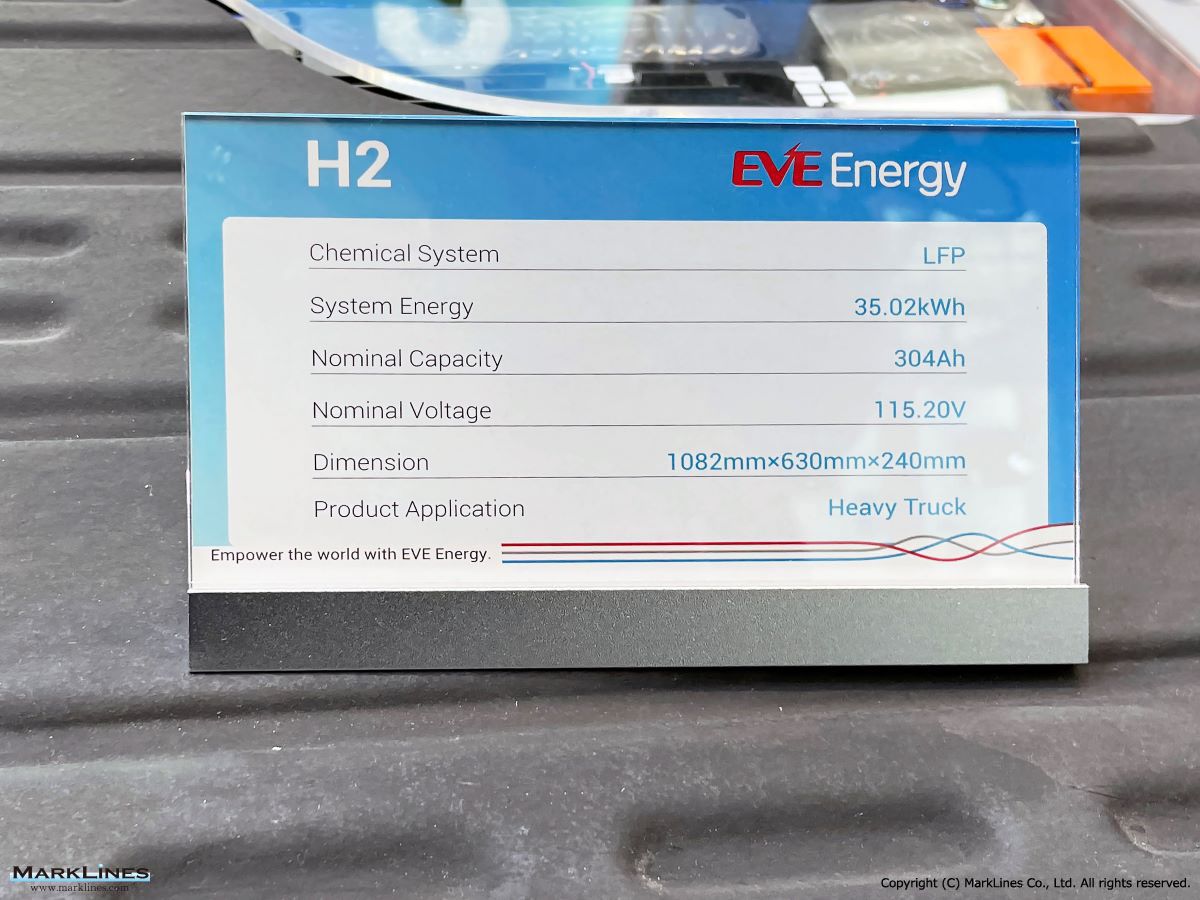 H2 EVE Energy
Chemical System LFP
System Energy 35.02kWh
Nominal Capacity 304Ah
Nominal Voltage 115.20V
Dimension 1082mm×630mm×240mm
Product Application Heavy Truck
Empower the world with EVE Energy.
MARKLINES
www.marklines.com
Copyright (C) MarkLines Co., Ltd. All rights reserved.